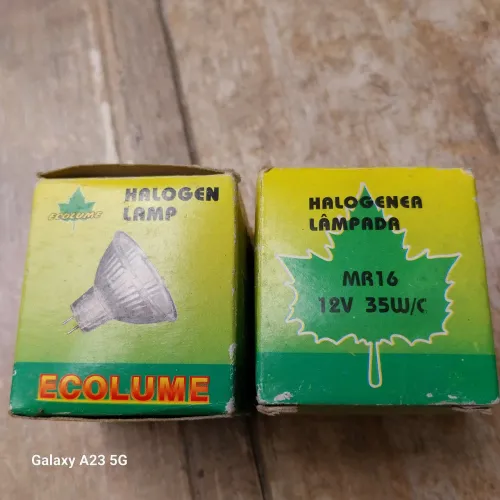 ECOLUME
HALOGEN
LAMP
ECOLUME
HALOGENEA
LÂMPADA
MR16
12V 35W/C
Galaxy A23 5G